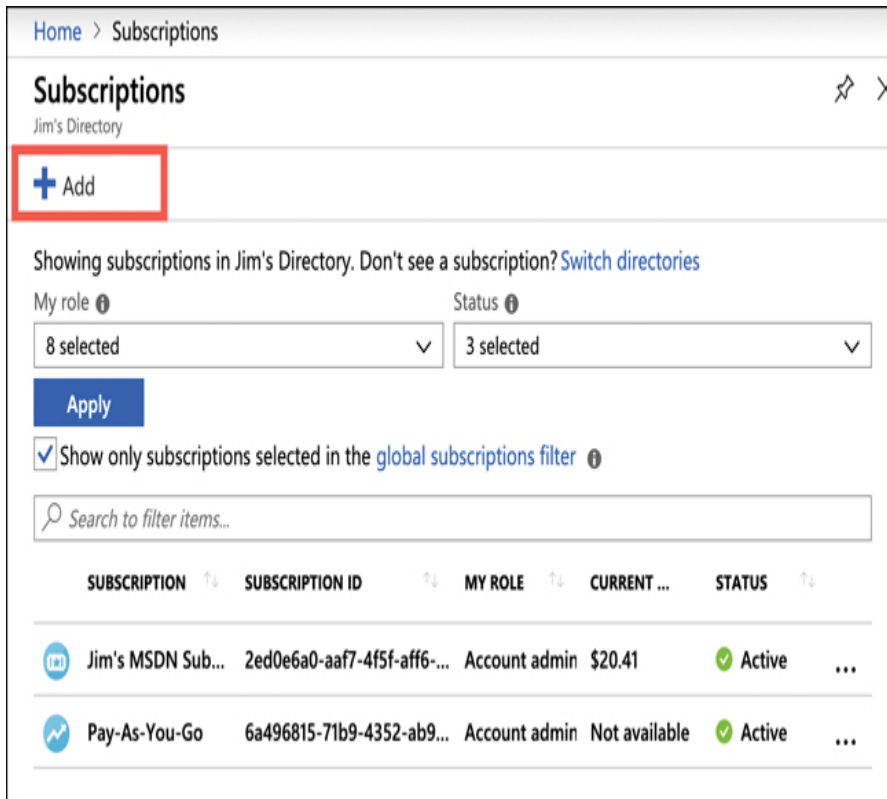 Home > Subscriptions
Subscriptions
Jim's Directory
Add
Showing subscriptions in Jim's Directory. Don't see a subscription? Switch directories
My role Status
8 selected 3 selected
Apply
Show only subscriptions selected in the global subscriptions filter
Search to filter items...
SUBSCRIPTION SUBSCRIPTION ID MY ROLE CURRENT ... STATUS
Jim's MSDN Sub... 2ed0e6a0-aaf7-4f5f-aff6-... Account admin $20.41 Active ...
Pay-As-You-Go 6a496815-71b9-4352-ab9... Account admin Not available Active ...